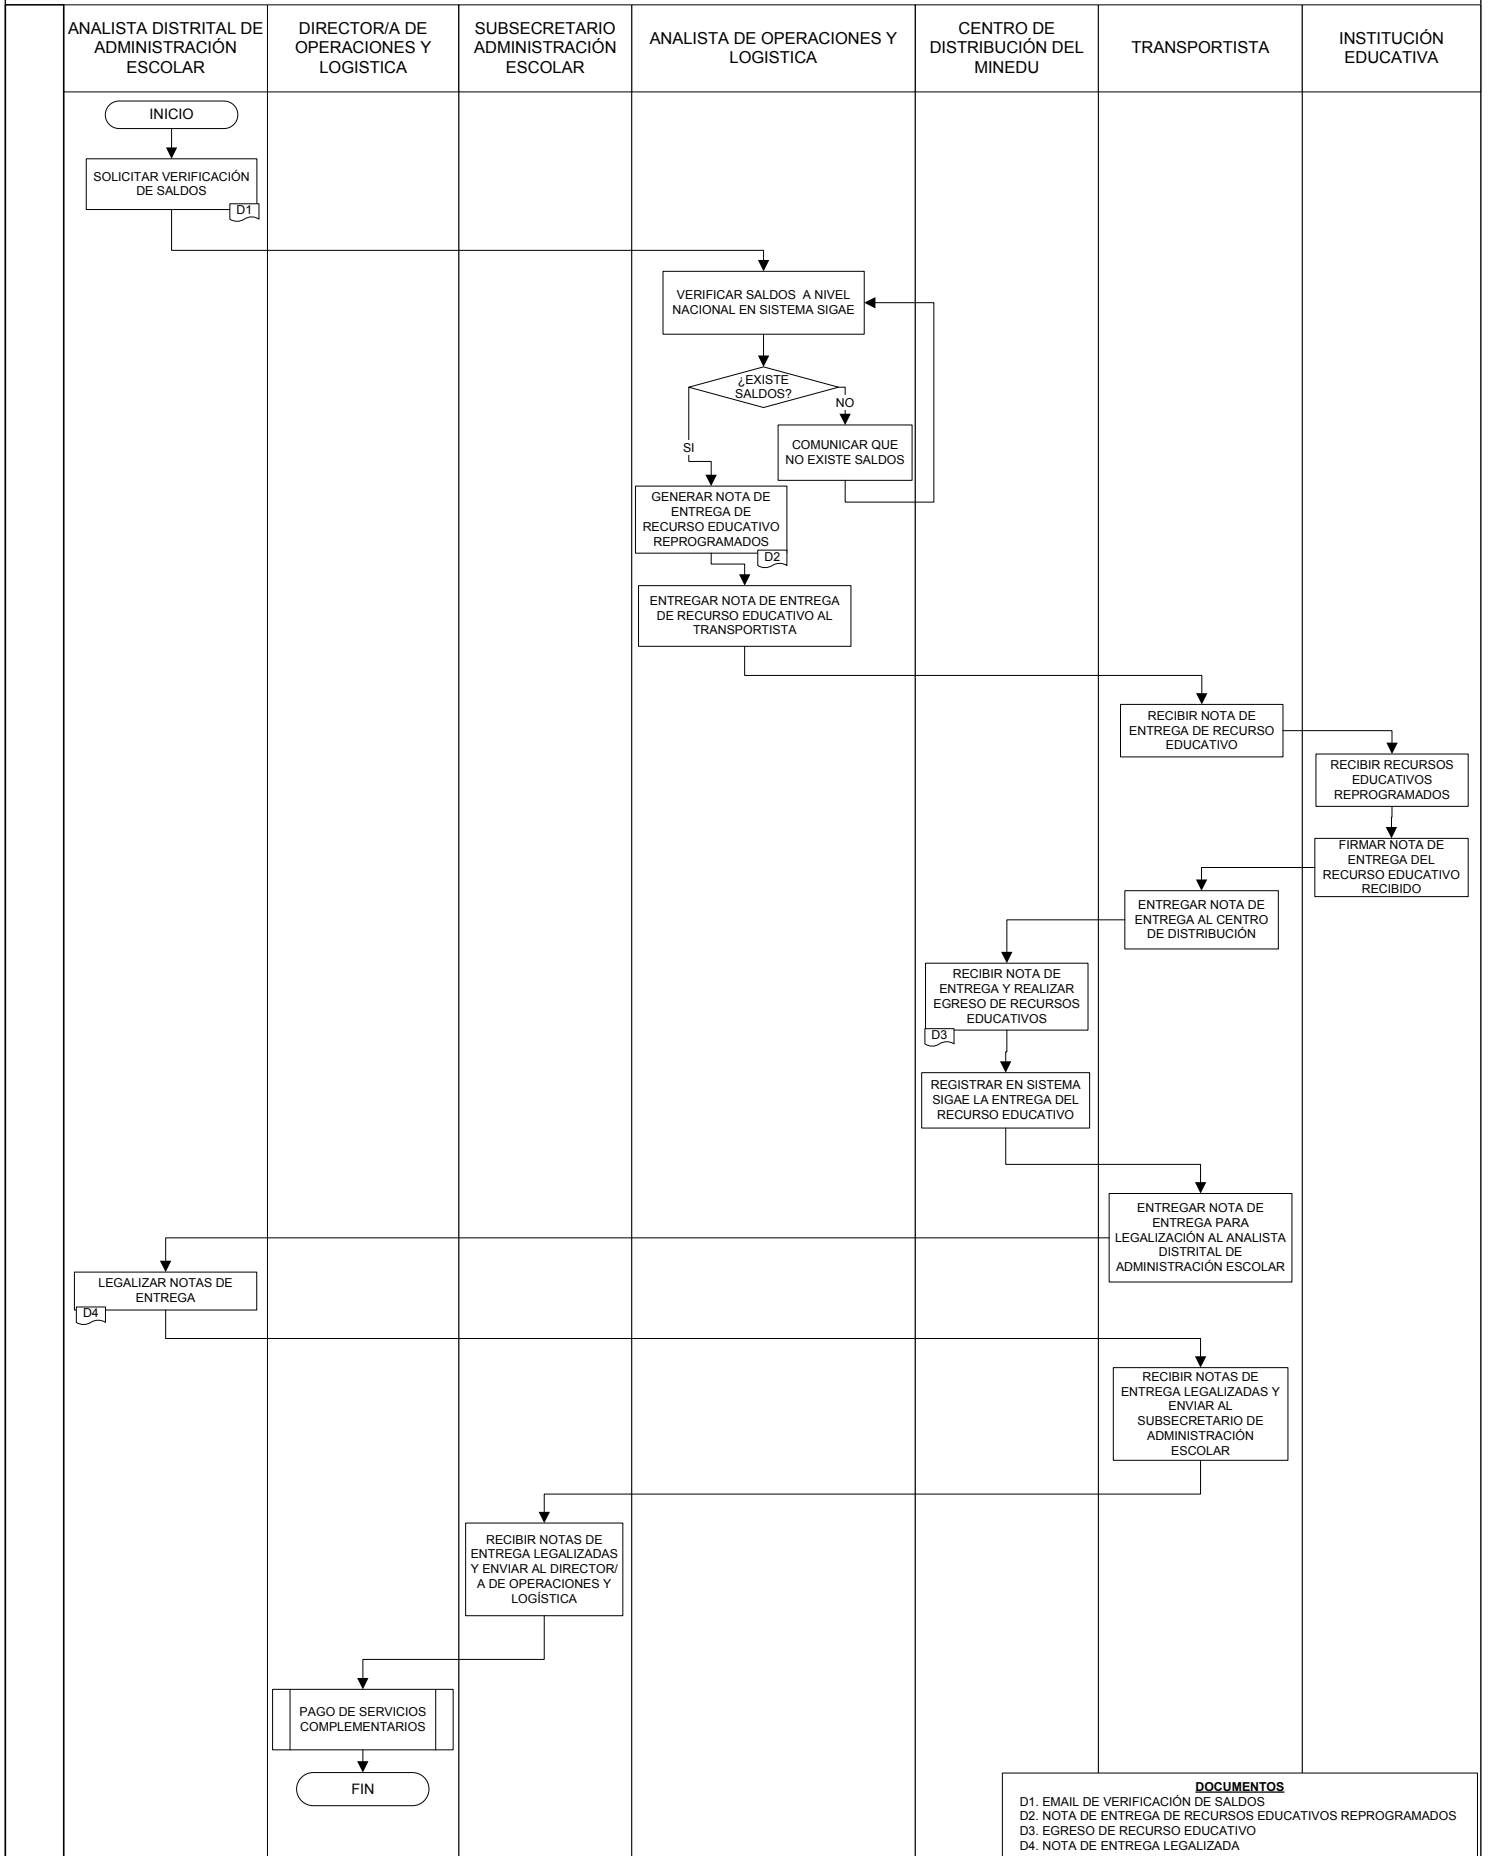 ANALISTA DISTRITAL DE
ADMINISTRACIÓN
ESCOLAR
DIRECTOR/A DE
OPERACIONES Y
LOGISTICA
SUBSECRETARIO
ADMINISTRACIÓN
ESCOLAR
ANALISTA DE OPERACIONES Y
LOGISTICA
CENTRO DE
DISTRIBUCIÓN DEL
MINEDU
TRANSPORTISTA
INSTITUCIÓN
EDUCATIVA
INICIO
SOLICITAR VERIFICACIÓN
DE SALDOS
D1
VERIFICAR SALDOS A NIVEL
NACIONAL EN SISTEMA SIGAE
¿EXISTE
SALDOS?
NO
SI
COMUNICAR QUE
NO EXISTE SALDOS
GENERAR NOTA DE
ENTREGA DE
RECURSO EDUCATIVO
REPROGRAMADOS
D2
ENTREGAR NOTA DE ENTREGA
DE RECURSO EDUCATIVO AL
TRANSPORTISTA
RECIBIR NOTA DE
ENTREGA DE RECURSO
EDUCATIVO
RECIBIR RECURSOS
EDUCATIVOS
REPROGRAMADOS
FIRMAR NOTA DE
ENTREGA DEL
RECURSO EDUCATIVO
RECIBIDO
ENTREGAR NOTA DE
ENTREGA AL CENTRO
DE DISTRIBUCIÓN
RECIBIR NOTA DE
ENTREGA Y REALIZAR
EGRESO DE RECURSOS
EDUCATIVOS
D3
REGISTRAR EN SISTEMA
SIGAE LA ENTREGA DEL
RECURSO EDUCATIVO
ENTREGAR NOTA DE
ENTREGA PARA
LEGALIZACIÓN AL ANALISTA
DISTRITAL DE
ADMINISTRACIÓN ESCOLAR
LEGALIZAR NOTAS DE
ENTREGA
D4
RECIBIR NOTAS DE
ENTREGA LEGALIZADAS Y
ENVIAR AL
SUBSECRETARIO DE
ADMINISTRACIÓN
ESCOLAR
RECIBIR NOTAS DE
ENTREGA LEGALIZADAS
Y ENVIAR AL DIRECTOR/
A DE OPERACIONES Y
LOGÍSTICA
PAGO DE SERVICIOS
COMPLEMENTARIOS
FIN
DOCUMENTOS
D1. EMAIL DE VERIFICACIÓN DE SALDOS
D2. NOTA DE ENTREGA DE RECURSOS EDUCATIVOS REPROGRAMADOS
D3. EGRESO DE RECURSO EDUCATIVO
D4. NOTA DE ENTREGA LEGALIZADA